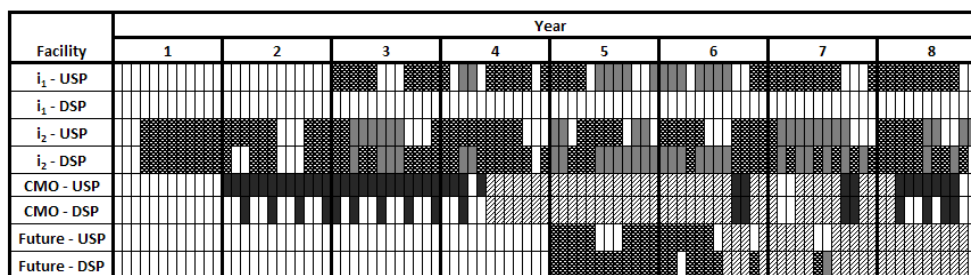 Year
Facility 1 2 3 4 5 6 7 8
i₁ - USP
i₁ - DSP
i₂ - USP
i₂ - DSP
CMO - USP
CMO - DSP
Future - USP
Future - DSP